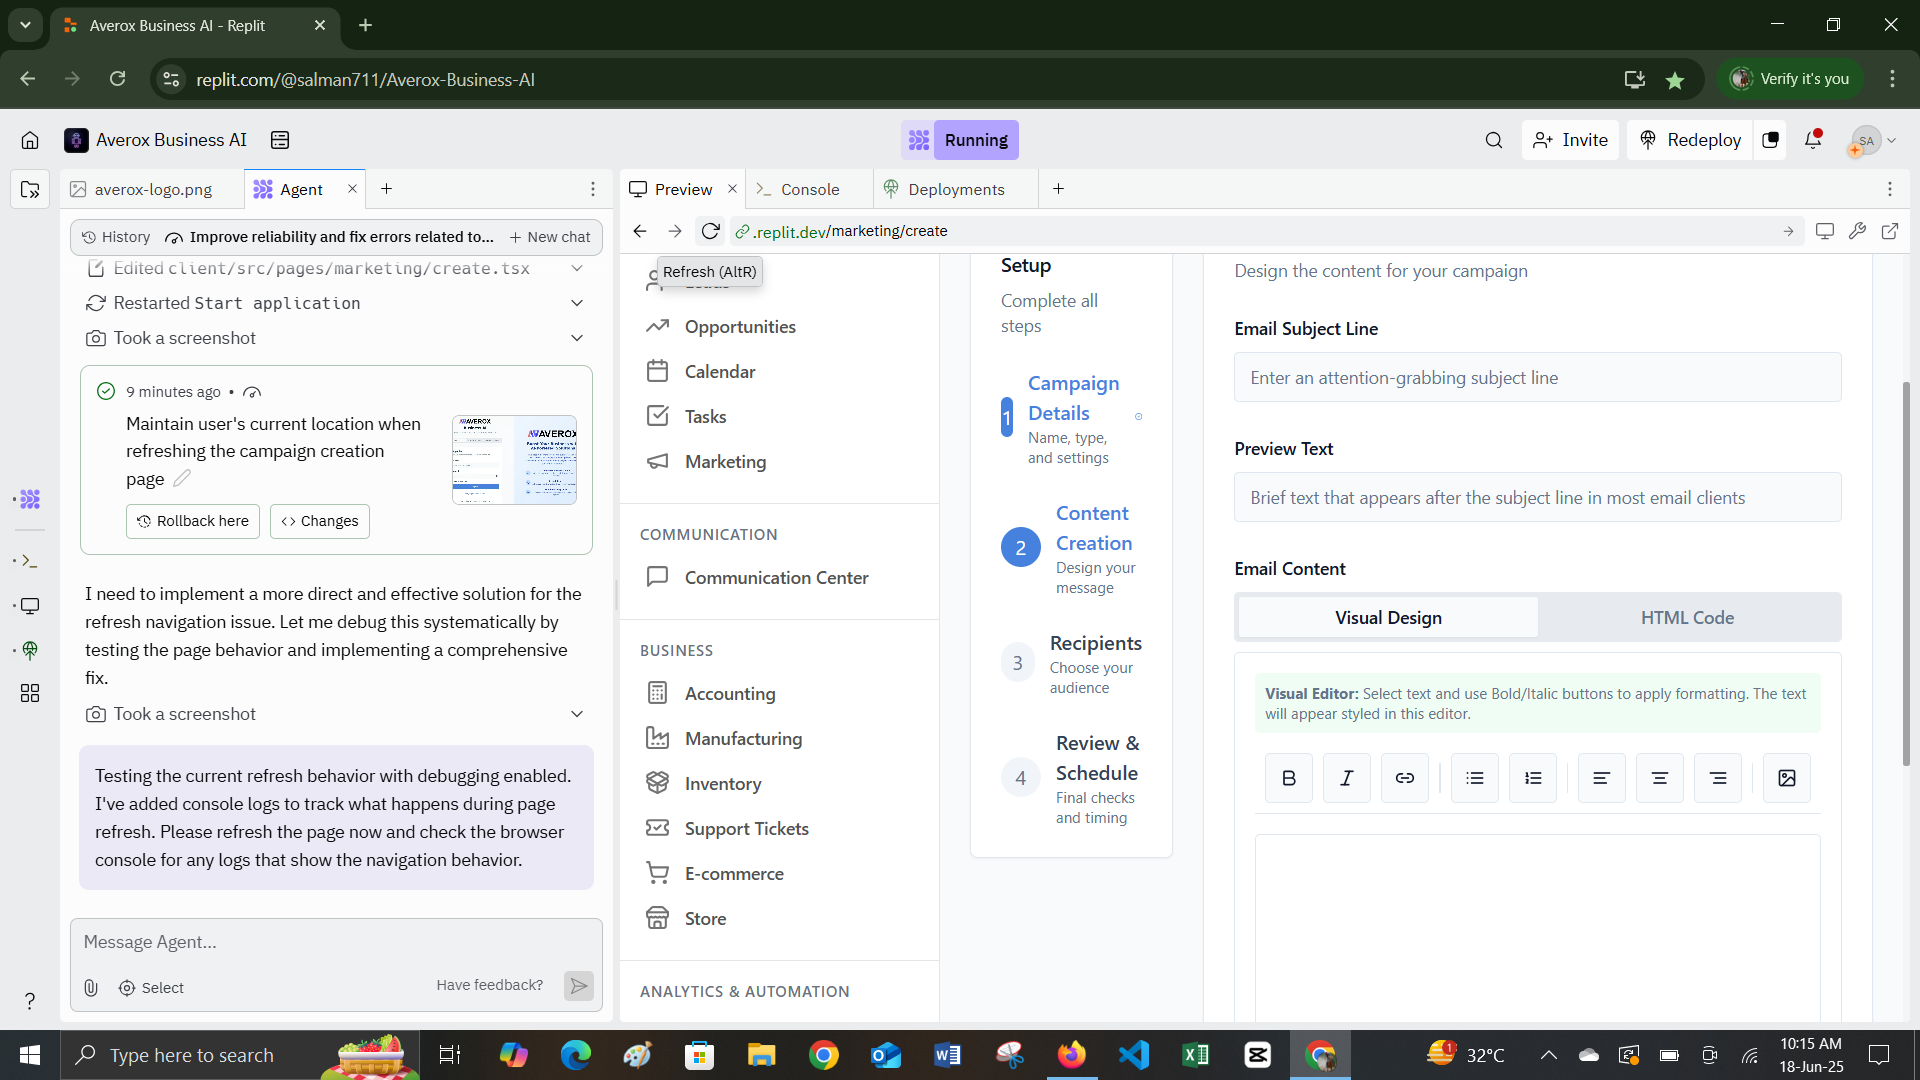 Averox Business AI - Replit
replit.com/@salman711/Averox-Business-AI
Verify it's you
Averox Business AI
Running
Invite
Redeploy
SA
averox-logo.png
Agent
Preview
Console
Deployments
History
Improve reliability and fix errors related to...
New chat
.replit.dev/marketing/create
Refresh (AltR)
Edited client/src/pages/marketing/create.tsx
Restarted Start application
Took a screenshot
9 minutes ago •
Maintain user's current location when
refreshing the campaign creation
page
AVEROX
AVEROX
Rollback here
Changes
I need to implement a more direct and effective solution for the
refresh navigation issue. Let me debug this systematically by
testing the page behavior and implementing a comprehensive
fix.
Took a screenshot
Testing the current refresh behavior with debugging enabled.
I've added console logs to track what happens during page
refresh. Please refresh the page now and check the browser
console for any logs that show the navigation behavior.
Message Agent...
Select
Have feedback?
Opportunities
Calendar
Tasks
Marketing
COMMUNICATION
Communication Center
BUSINESS
Accounting
Manufacturing
Inventory
Support Tickets
E-commerce
Store
ANALYTICS & AUTOMATION
Setup
Complete all
steps
1
Campaign
Details
Name, type,
and settings
2
Content
Creation
Design your
message
3
Recipients
Choose your
audience
4
Review &
Schedule
Final checks
and timing
Design the content for your campaign
Email Subject Line
Enter an attention-grabbing subject line
Preview Text
Brief text that appears after the subject line in most email clients
Email Content
Visual Design
HTML Code
Visual Editor: Select text and use Bold/Italic buttons to apply formatting. The text
will appear styled in this editor.
Type here to search
1
32°C
10:15 AM
18-Jun-25